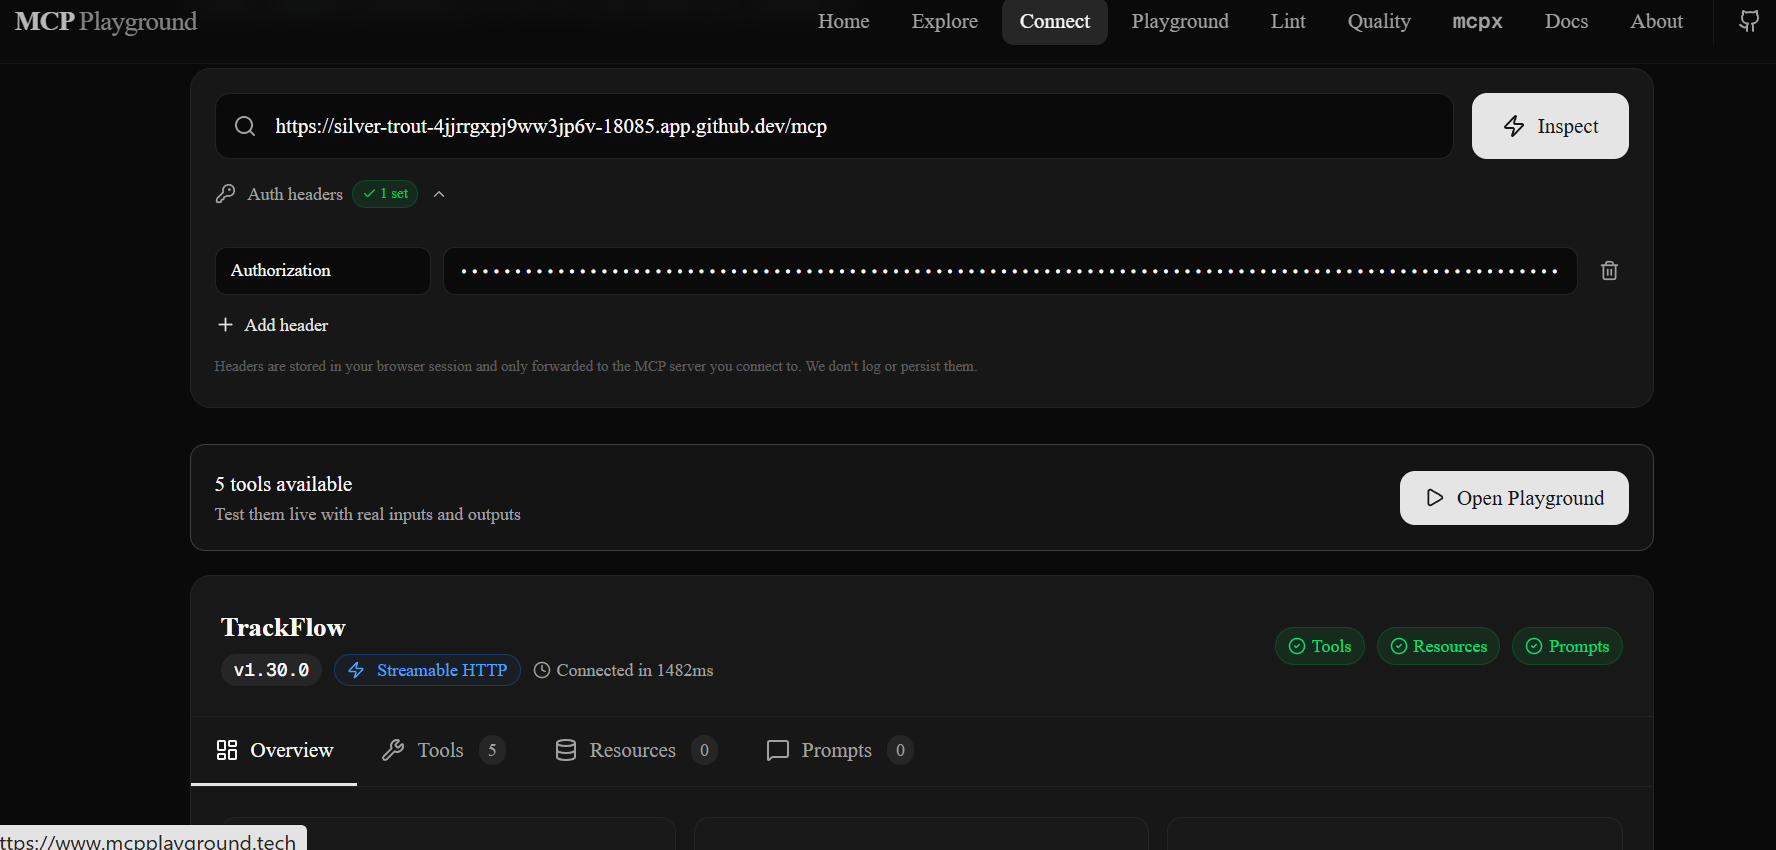 MCP Playground
Home Explore Connect Playground Lint Quality mcpx Docs About
https://silver-trout-4jjrrgxpj9ww3jp6v-18085.app.github.dev/mcp
Inspect
Auth headers 1 set
Authorization
Add header
Headers are stored in your browser session and only forwarded to the MCP server you connect to. We don't log or persist them.
5 tools available
Test them live with real inputs and outputs
Open Playground
TrackFlow
v1.30.0 Streamable HTTP Connected in 1482ms
Tools Resources Prompts
Overview Tools 5 Resources 0 Prompts 0
ttps://www.mcpplayground.tech